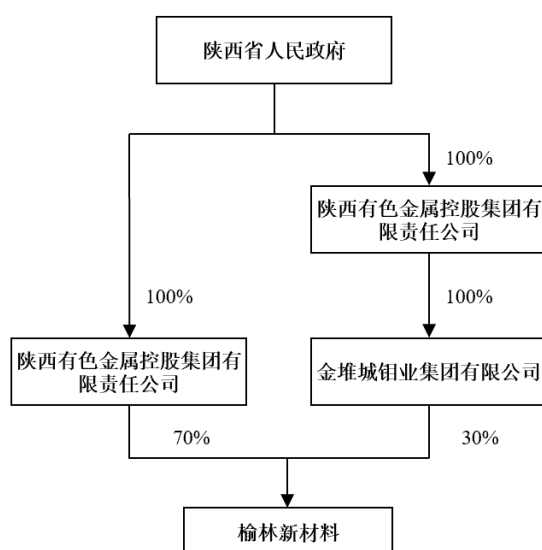 陕西省人民政府
100%
陕西有色金属控股集团有
限责任公司
100%
100%
陕西有色金属控股集团有
限责任公司
金堆城钼业集团有限公司
70%
30%
榆林新材料